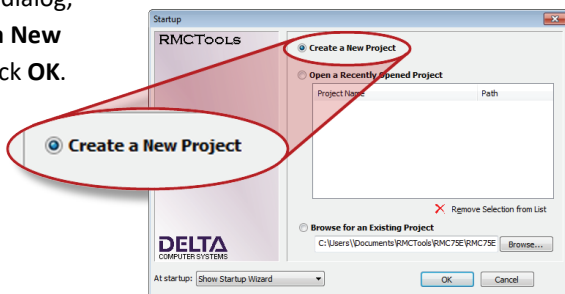 dialog,
n New
ck OK.
Startup
RMCTOOLS
Create a New Project
Open a Recently Opened Project
Project Name Path
Create a New Project
Remove Selection from List
Browse for an Existing Project
C:\Users\\Documents\RMCTools\RMC75E\RMC75E Browse...
DELTA
COMPUTER SYSTEMS
At startup: Show Startup Wizard OK Cancel